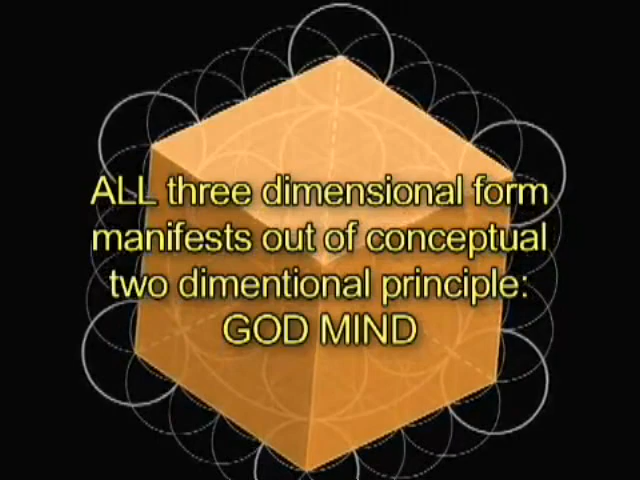 ALL three dimensional form
manifests out of conceptual
two dimentional principle:
GOD MIND